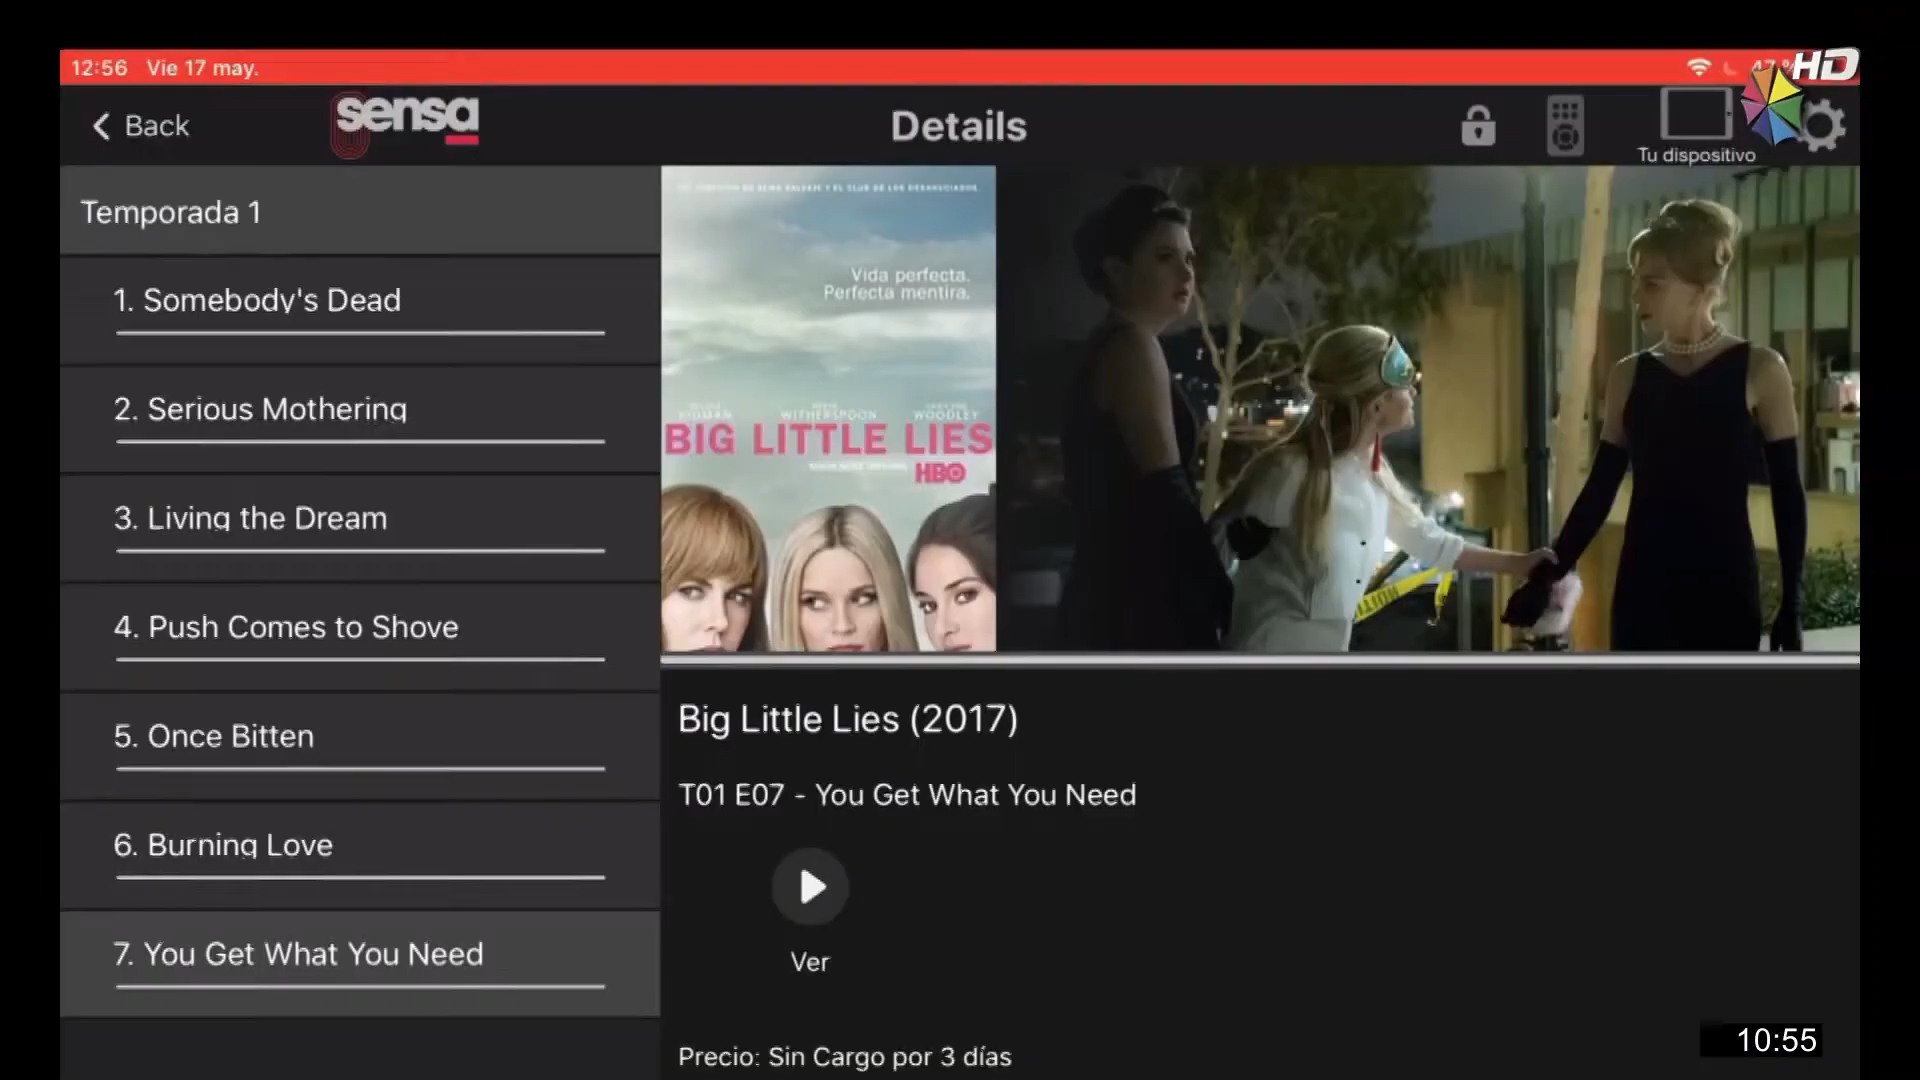 12:56 Vie 17 may.
HD
Back
sensa
Details
Tu dispositivo
Temporada 1
1. Somebody's Dead
2. Serious Mothering
3. Living the Dream
4. Push Comes to Shove
5. Once Bitten
6. Burning Love
7. You Get What You Need
Vida perfecta.
Perfecta mentira.
KIDMAN WITHERSPOON WOODLEY
BIG LITTLE LIES
HBO
Big Little Lies (2017)
T01 E07 - You Get What You Need
Ver
Precio: Sin Cargo por 3 días
10:55